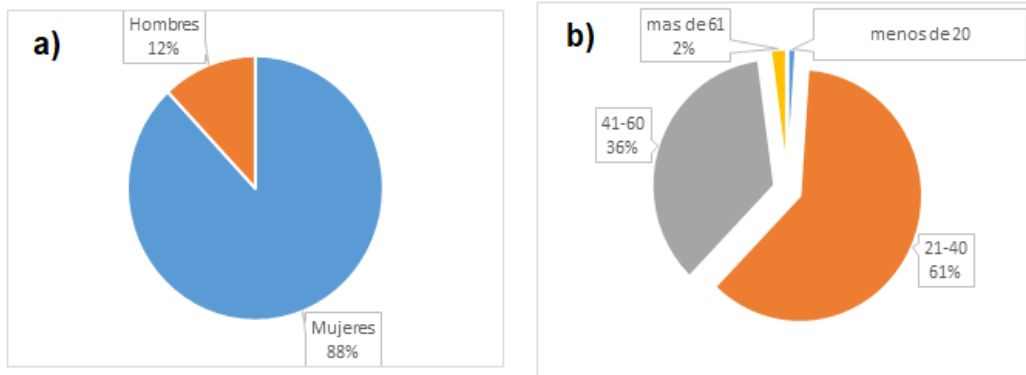 a)
Hombres
12%
Mujeres
88%
b)
mas de 61
2%
menos de 20
41-60
36%
21-40
61%